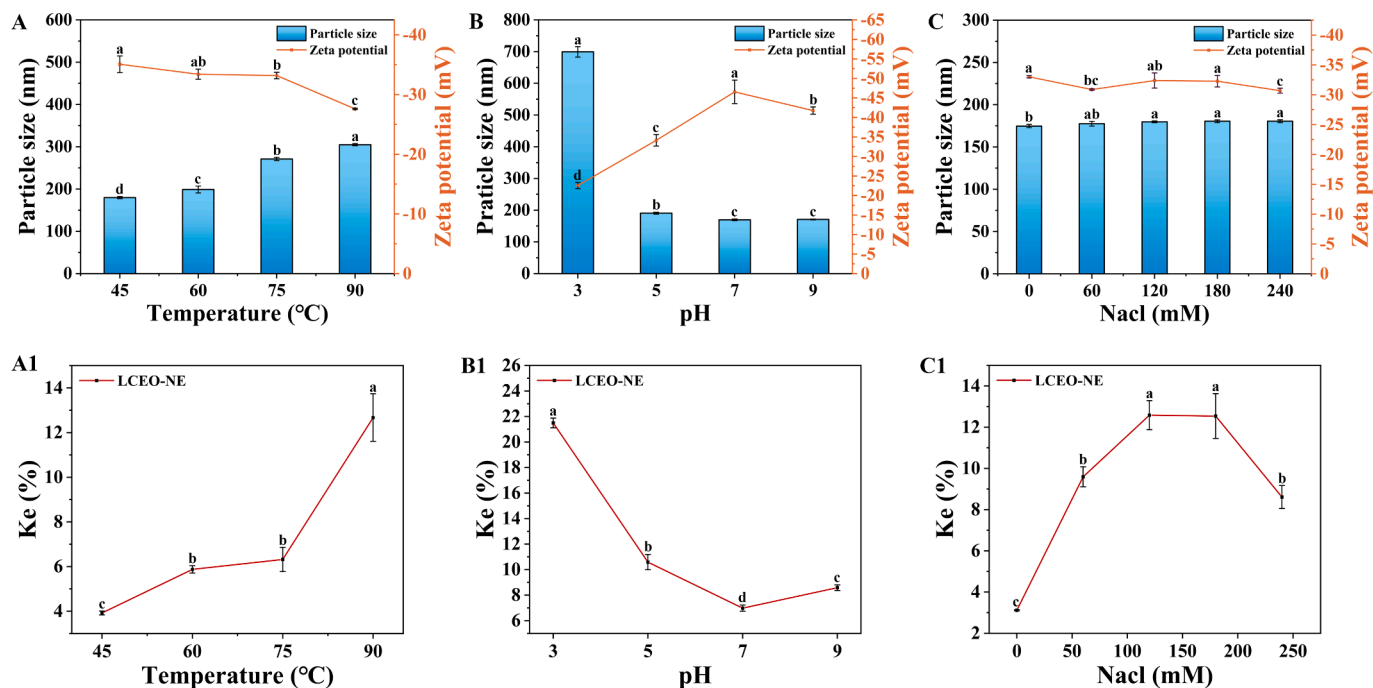 A
Particle size
Zeta potential
Particle size (nm)
600
500
400
300
200
100
0
a
ab
b
c
d
c
b
a
-40
-30
-20
-10
0
Zeta potential (mV)
45 60 75 90
Temperature (°C)
B
Particle size
Zeta potential
Praticle size (nm)
800
700
600
500
400
300
200
100
0
a
d
c
a
b
b
c
c
-65
-60
-55
-50
-45
-40
-35
-30
-25
-20
-15
-10
-5
0
Zeta potential (mV)
3 5 7 9
pH
C
Particle size
Zeta potential
Particle size (nm)
300
250
200
150
100
50
0
a
bc
ab
a
c
b
ab
a
a
a
-40
-35
-30
-25
-20
-15
-10
-5
0
Zeta potential (mV)
0 60 120 180 240
Nacl (mM)
A1
LCEO-NE
Ke (%)
14
12
10
8
6
4
c
b
b
a
45 60 75 90
Temperature (°C)
B1
LCEO-NE
Ke (%)
26
24
22
20
18
16
14
12
10
8
6
a
b
d
c
3 5 7 9
pH
C1
LCEO-NE
Ke (%)
14
12
10
8
6
4
2
c
b
a
a
b
0 50 100 150 200 250
Nacl (mM)